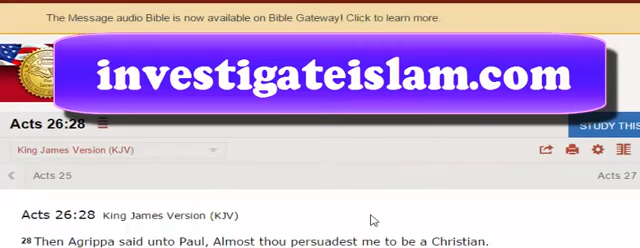 The Message audio Bible is now available on Bible Gateway! Click to learn more.
investigateislam.com
Acts 26:28
STUDY THIS
King James Version (KJV)
Acts 25
Acts 27
Acts 26:28 King James Version (KJV)
28 Then Agrippa said unto Paul, Almost thou persuadest me to be a Christian.